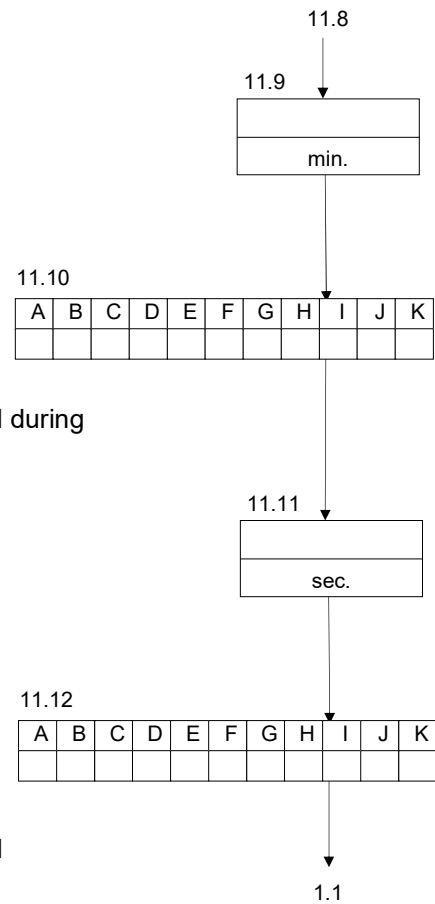 11.8
11.9
min.
11.10
A B C D E F G H I J K
during
11.11
sec.
11.12
A B C D E F G H I J K
1.1